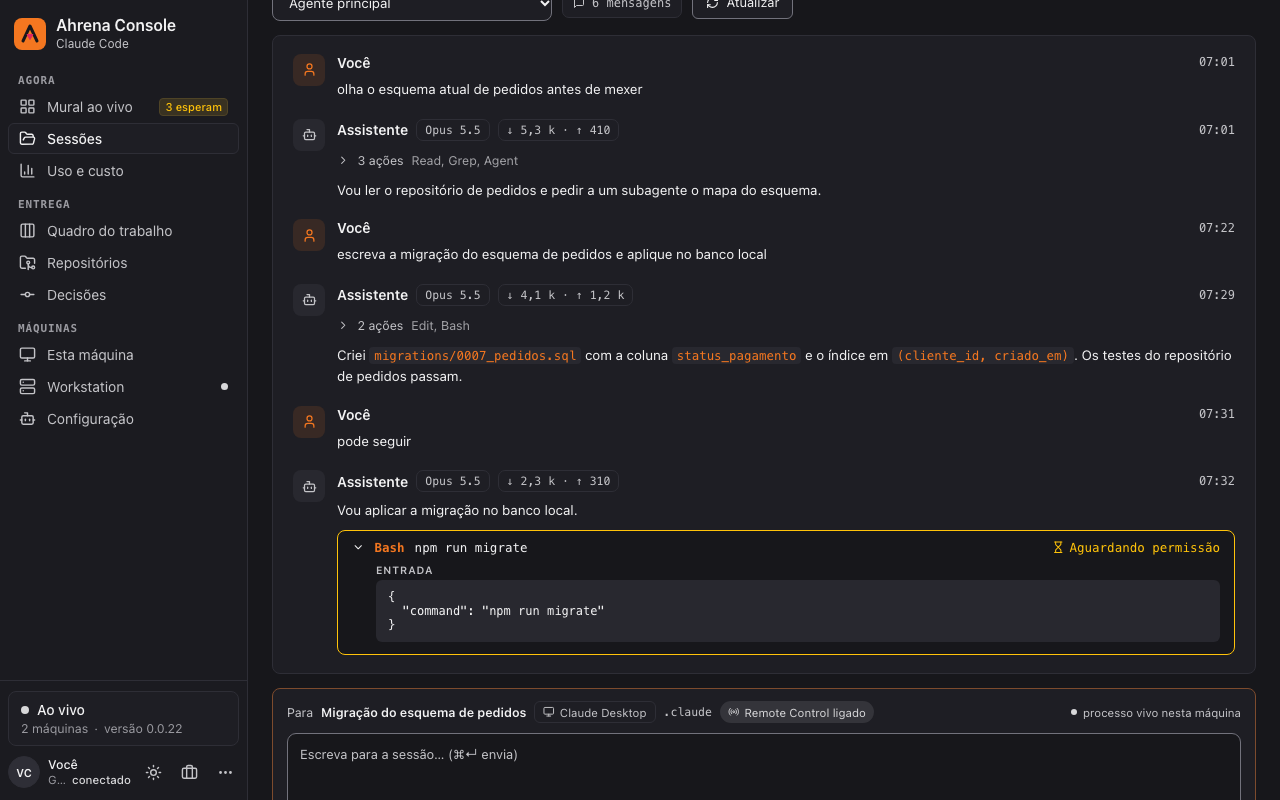 Ahrena Console
Claude Code
AGORA
Mural ao vivo
3 esperam
Sessões
Uso e custo
ENTREGA
Quadro do trabalho
Repositórios
Decisões
MÁQUINAS
Esta máquina
Workstation
Configuração
Ao vivo
2 máquinas · versão 0.0.22
VC
Você
G... conectado
Agente principal
6 mensagens
Atualizar
Você
07:01
olha o esquema atual de pedidos antes de mexer
Assistente
Opus 5.5
↓ 5,3 k · ↑ 410
07:01
3 ações Read, Grep, Agent
Vou ler o repositório de pedidos e pedir a um subagente o mapa do esquema.
Você
07:22
escreva a migração do esquema de pedidos e aplique no banco local
Assistente
Opus 5.5
↓ 4,1 k · ↑ 1,2 k
07:29
2 ações Edit, Bash
Criei migrations/0007_pedidos.sql com a coluna status_pagamento e o índice em (cliente_id, criado_em). Os testes do repositório
de pedidos passam.
Você
07:31
pode seguir
Assistente
Opus 5.5
↓ 2,3 k · ↑ 310
07:32
Vou aplicar a migração no banco local.
Bash npm run migrate
Aguardando permissão
ENTRADA
{
"command": "npm run migrate"
}
Para Migração do esquema de pedidos
Claude Desktop
.claude
Remote Control ligado
processo vivo nesta máquina
Escreva para a sessão... (⌘↵ envia)